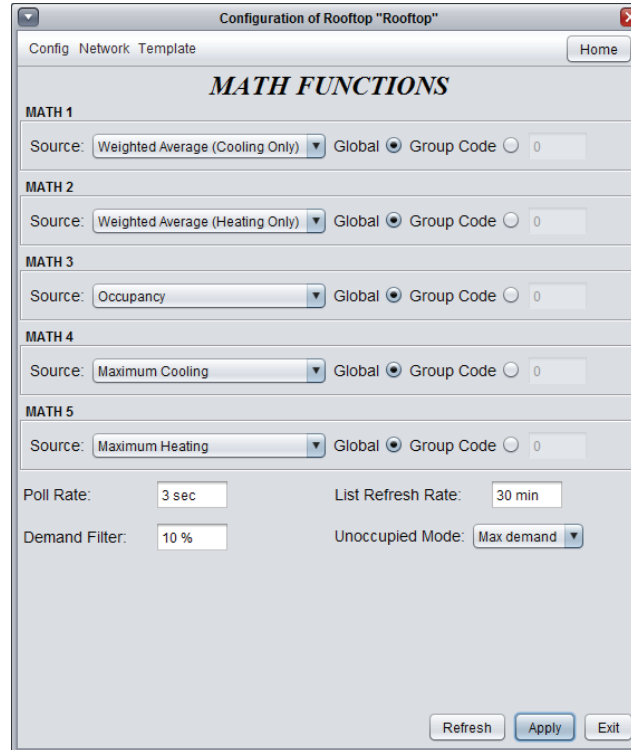 Configuration of Rooftop "Rooftop"
Config Network Template Home
MATH FUNCTIONS
MATH 1
Source: Weighted Average (Cooling Only) Global Group Code 0
MATH 2
Source: Weighted Average (Heating Only) Global Group Code 0
MATH 3
Source: Occupancy Global Group Code 0
MATH 4
Source: Maximum Cooling Global Group Code 0
MATH 5
Source: Maximum Heating Global Group Code 0
Poll Rate: 3 sec List Refresh Rate: 30 min
Demand Filter: 10 % Unoccupied Mode: Max demand
Refresh Apply Exit